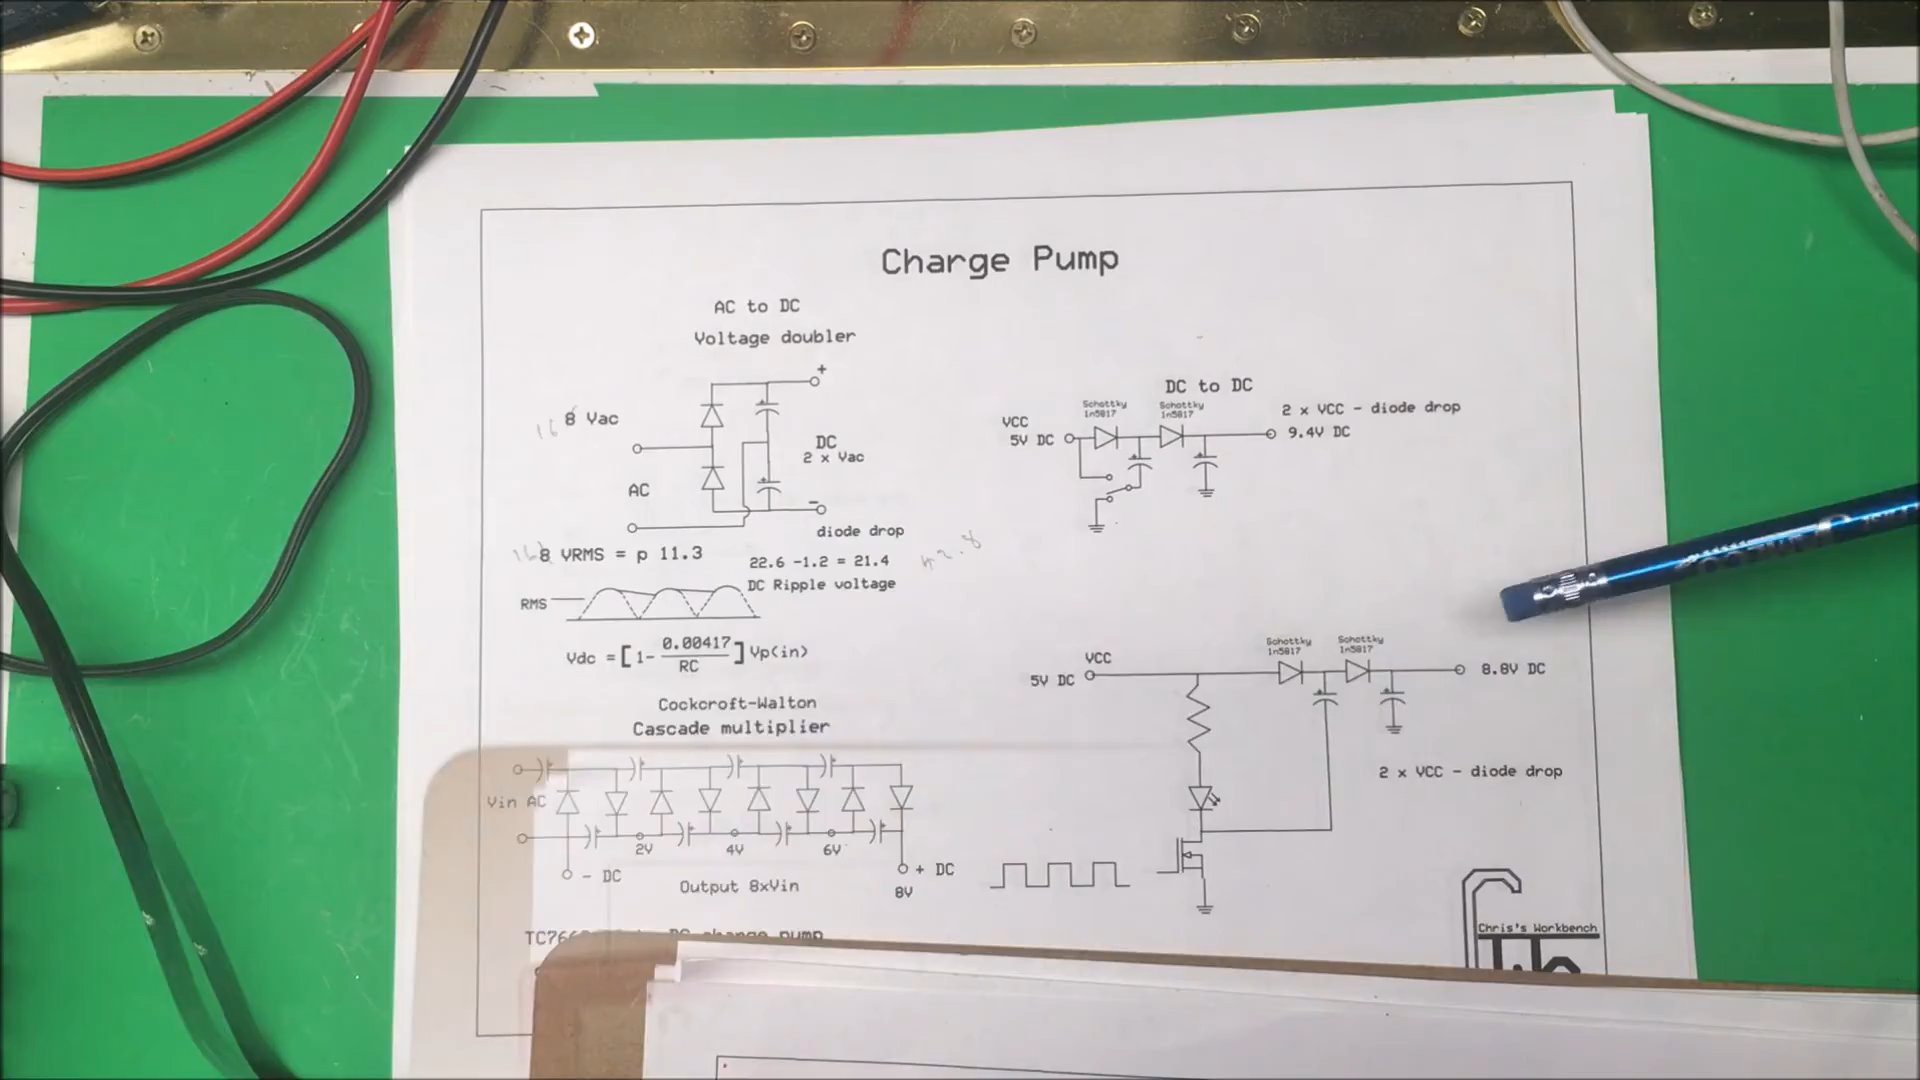 Charge Pump
AC to DC
Voltage doubler
+
16 8 Vac
DC
2 x Vac
AC
-
diode drop
16 8 VRMS = p 11.3
22.6 -1.2 = 21.4
DC Ripple voltage
RMS
Vdc = [1- 0.00417/RC] Vp(in)
Cockcroft-Walton
Cascade multiplier
Vin AC
2V 4V 6V
- DC
+ DC
Output 8xVin
8V
DC to DC
Schottky Schottky
1n5817 1n5817
2 x VCC - diode drop
VCC
5V DC
9.4V DC
Schottky Schottky
1n5817 1n5817
VCC
5V DC
8.8V DC
2 x VCC - diode drop
Chris's Workbench